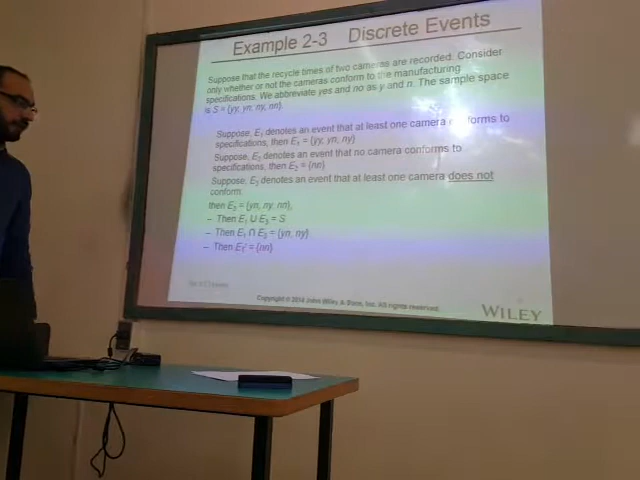 Example 2-3 Discrete Events
Suppose that the recycle times of two cameras are recorded. Consider
only whether or not the cameras conform to the manufacturing
specifications. We abbreviate yes and no as y and n. The sample space
is S = {yy, yn, ny, nn}.
Suppose, E₁ denotes an event that at least one camera forms to
specifications, then E₁ = {yy, yn, ny}
Suppose, E₂ denotes an event that no camera conforms to
specifications, then E₂ = {nn}
Suppose, E₃ denotes an event that at least one camera does not
conform.
then E₃ = {yn, ny, nn},
– Then E₁ U E₃ = S
– Then E₁ ∩ E₃ = {yn, ny}
– Then E₁' = {nn}
Copyright © 2014 John Wiley & Sons, Inc. All rights reserved.
WILEY